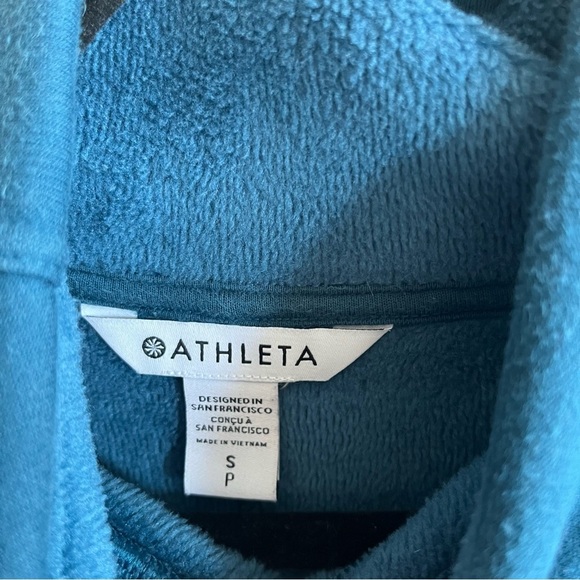 ATHLETA
DESIGNED IN
SAN FRANCISCO
CONÇU À
SAN FRANCISCO
MADE IN VIETNAM
S
P